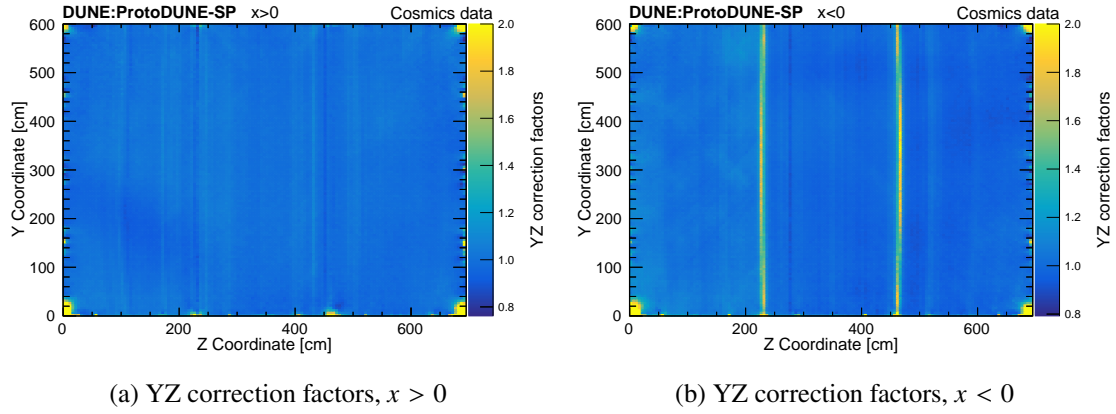 DUNE:ProtoDUNE-SP x>0 Cosmics data
600
500
400
300
200
100
0
Y Coordinate [cm]
0 200 400 600
Z Coordinate [cm]
2.0
1.8
1.6
1.4
1.2
1.0
0.8
YZ correction factors
DUNE:ProtoDUNE-SP x<0 Cosmics data
600
500
400
300
200
100
0
Y Coordinate [cm]
0 200 400 600
Z Coordinate [cm]
2.0
1.8
1.6
1.4
1.2
1.0
0.8
YZ correction factors
(a) YZ correction factors, x > 0
(b) YZ correction factors, x < 0